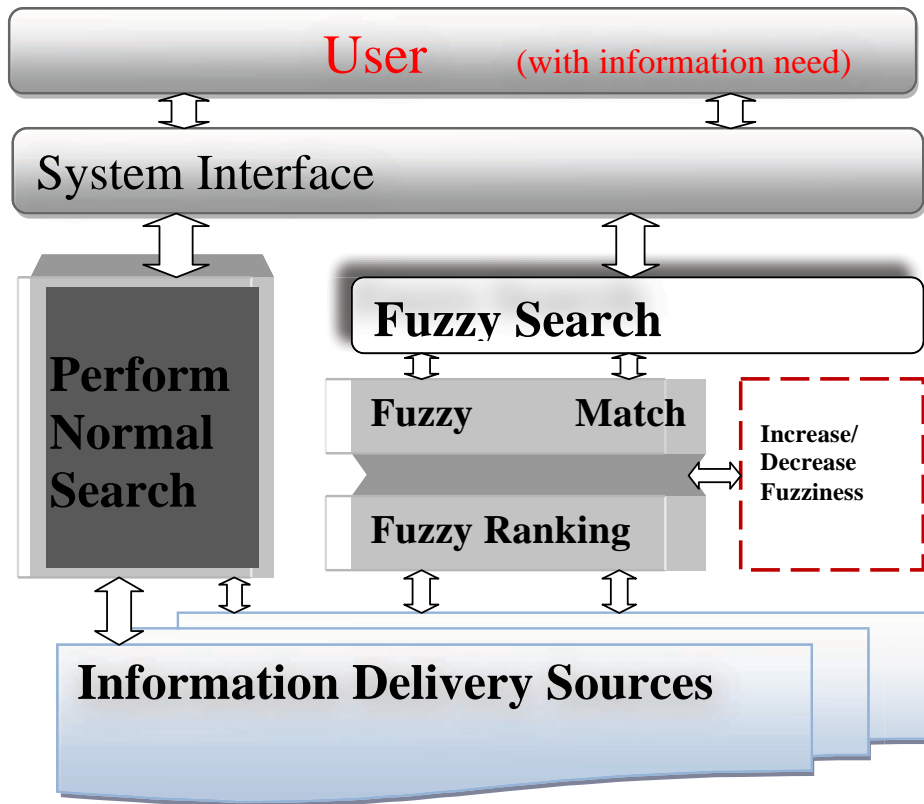 User (with information need)
System Interface
Perform
Normal
Search
Fuzzy Search
Fuzzy Match
Fuzzy Ranking
Increase/
Decrease
Fuzziness
Information Delivery Sources